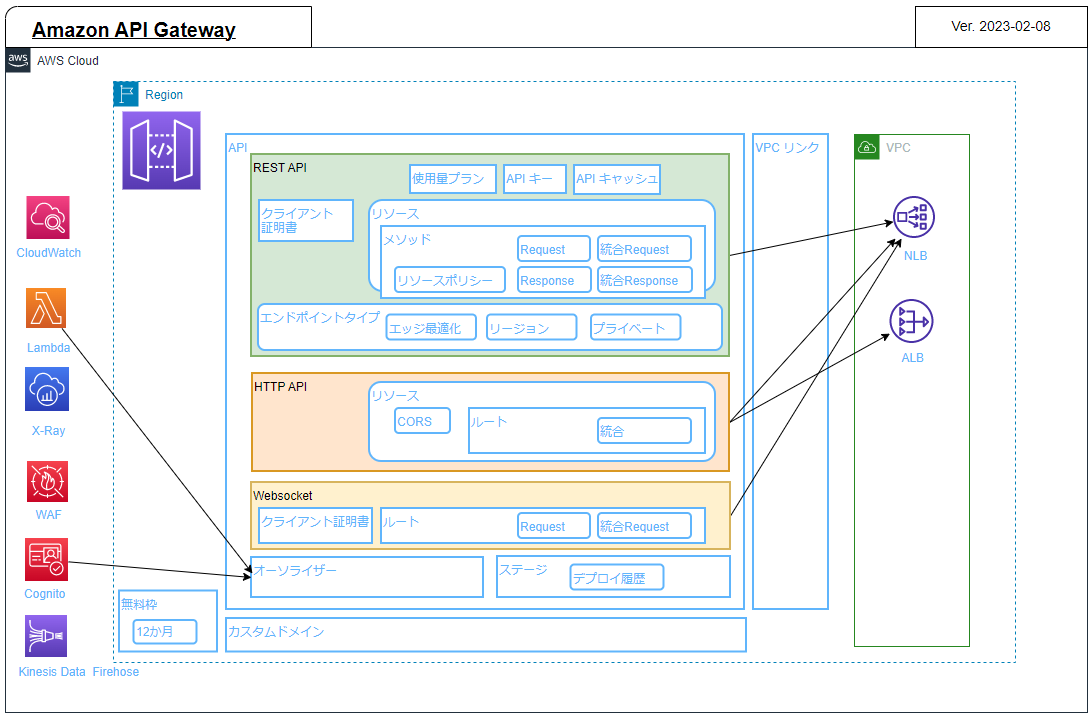 Amazon API Gateway
Ver. 2023-02-08
aws
AWS Cloud
Region
API
VPC リンク
VPC
REST API
使用量プラン
API キー
API キャッシュ
クライアント
証明書
リソース
メソッド
Request
統合Request
リソースポリシー
Response
統合Response
エンドポイントタイプ
エッジ最適化
リージョン
プライベート
NLB
ALB
CloudWatch
Lambda
X-Ray
WAF
Cognito
Kinesis Data Firehose
HTTP API
リソース
CORS
ルート
統合
Websocket
クライアント証明書
ルート
Request
統合Request
オーソライザー
ステージ
デプロイ履歴
無料枠
12か月
カスタムドメイン